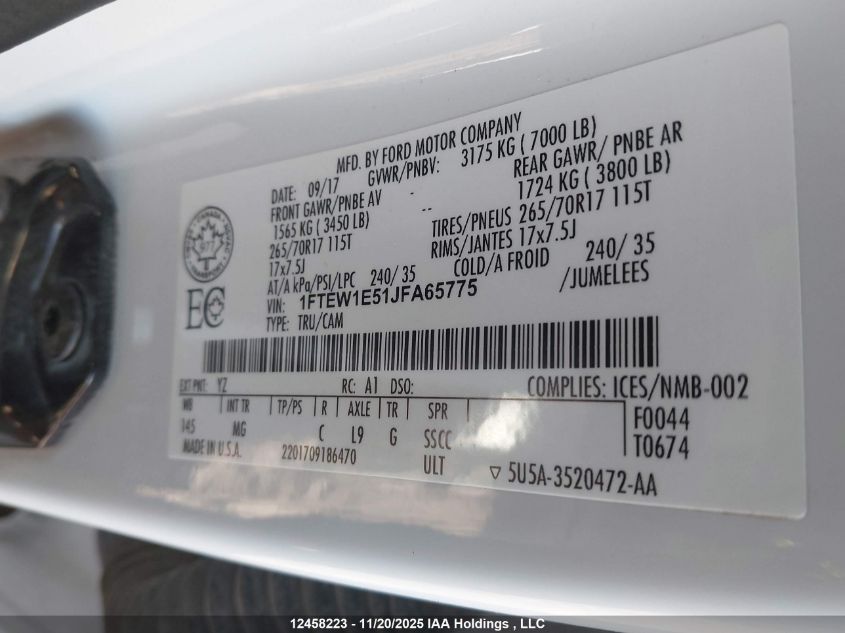 MFD. BY FORD MOTOR COMPANY
DATE: 09/17 GVWR/PNBV: 3175 KG ( 7000 LB)
FRONT GAWR/PNBE AV - REAR GAWR/ PNBE AR
1565 KG ( 3450 LB) -- 1724 KG ( 3800 LB)
265/70R17 115T TIRES/PNEUS 265/70R17 115T
17x7.5J RIMS/JANTES 17x7.5J
AT/A kPa/PSI/LPC 240/ 35 COLD/A FROID 240/ 35
VIN: 1FTEW1E51JFA65775 /JUMELEES
TYPE: TRU/CAM
CANADA
TRANSPORT
EC
EXT PNT: YZ RC: A1 DSO: COMPLIES: ICES/NMB-002
WB INT TR TP/PS R AXLE TR SPR F0044
145 MG C L9 G SSCC T0674
MADE IN U.S.A. 2201709186470 ULT ▽ 5U5A-3520472-AA
12458223 - 11/20/2025 IAA Holdings , LLC